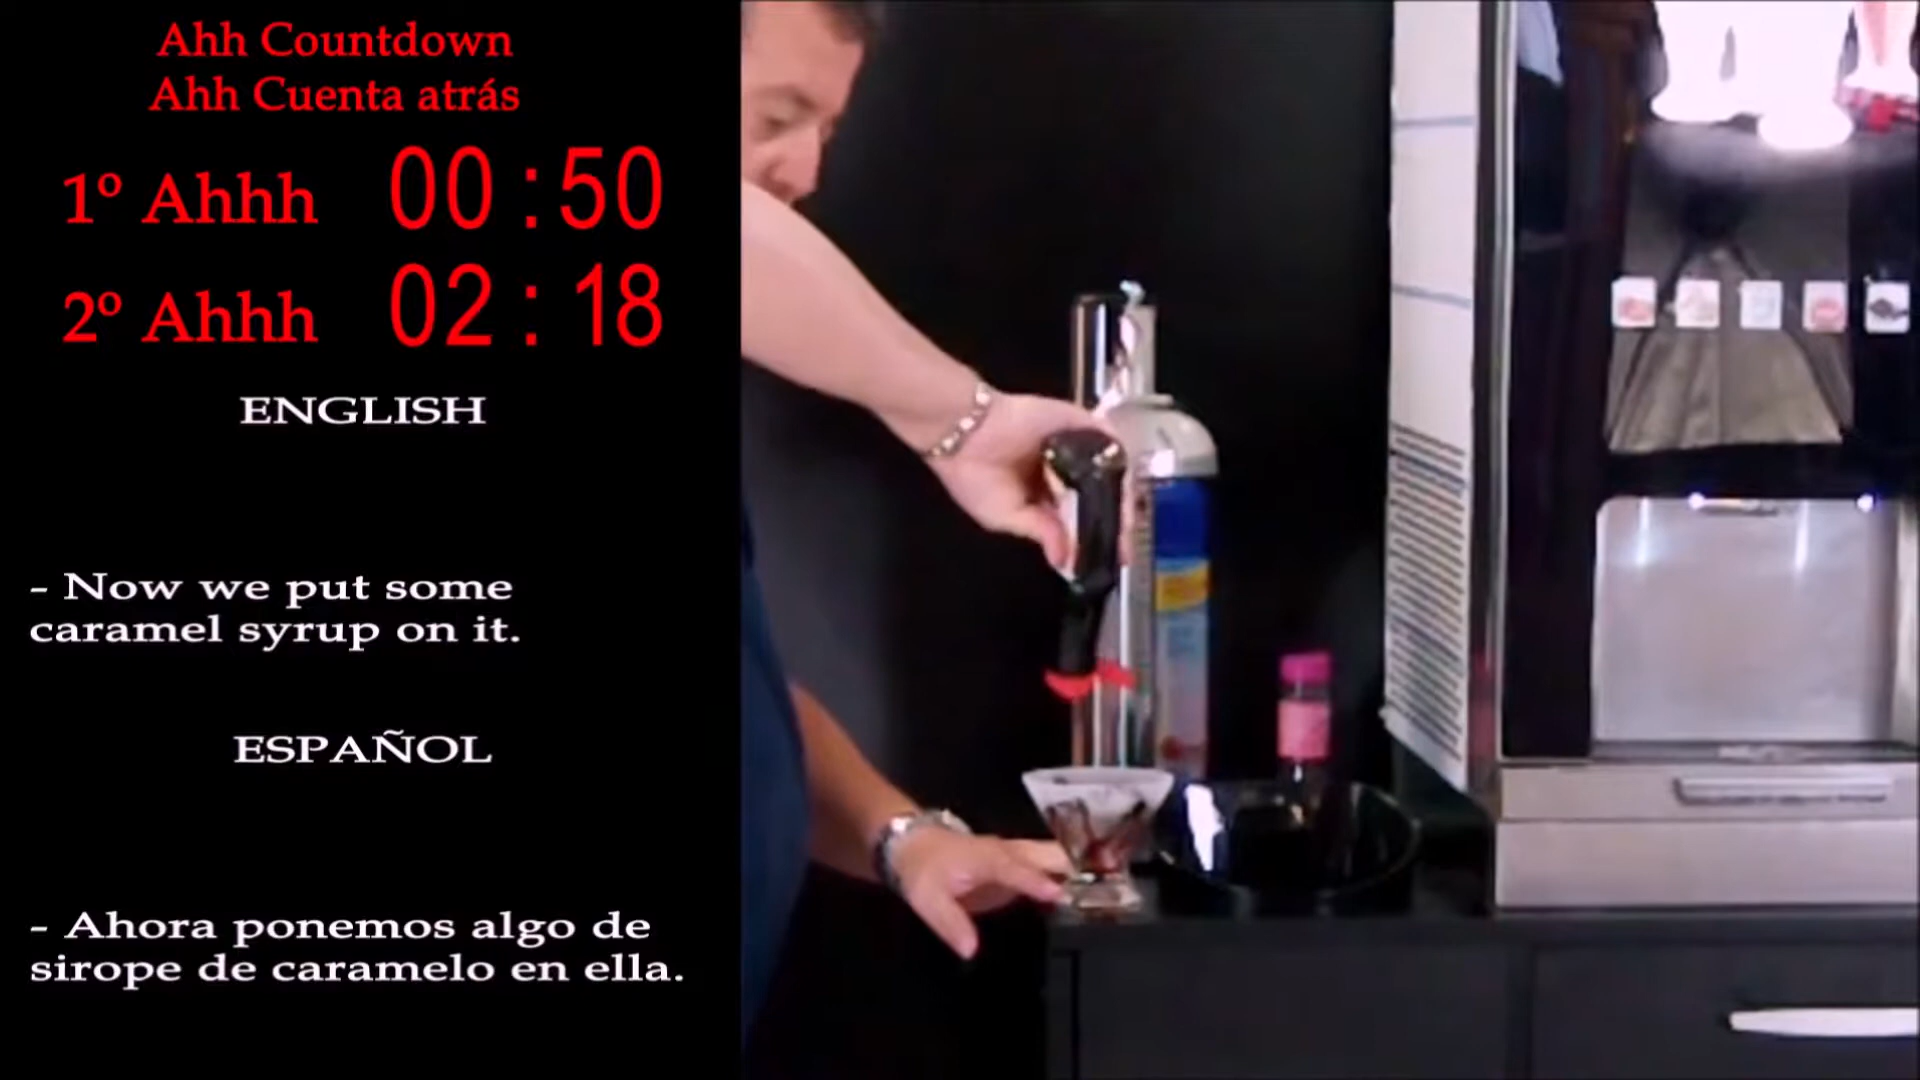 Ahh Countdown
Ahh Cuenta atrás
1º Ahhh 00:50
2º Ahhh 02:18
ENGLISH
- Now we put some
caramel syrup on it.
ESPAÑOL
- Ahora ponemos algo de
sirope de caramelo en ella.